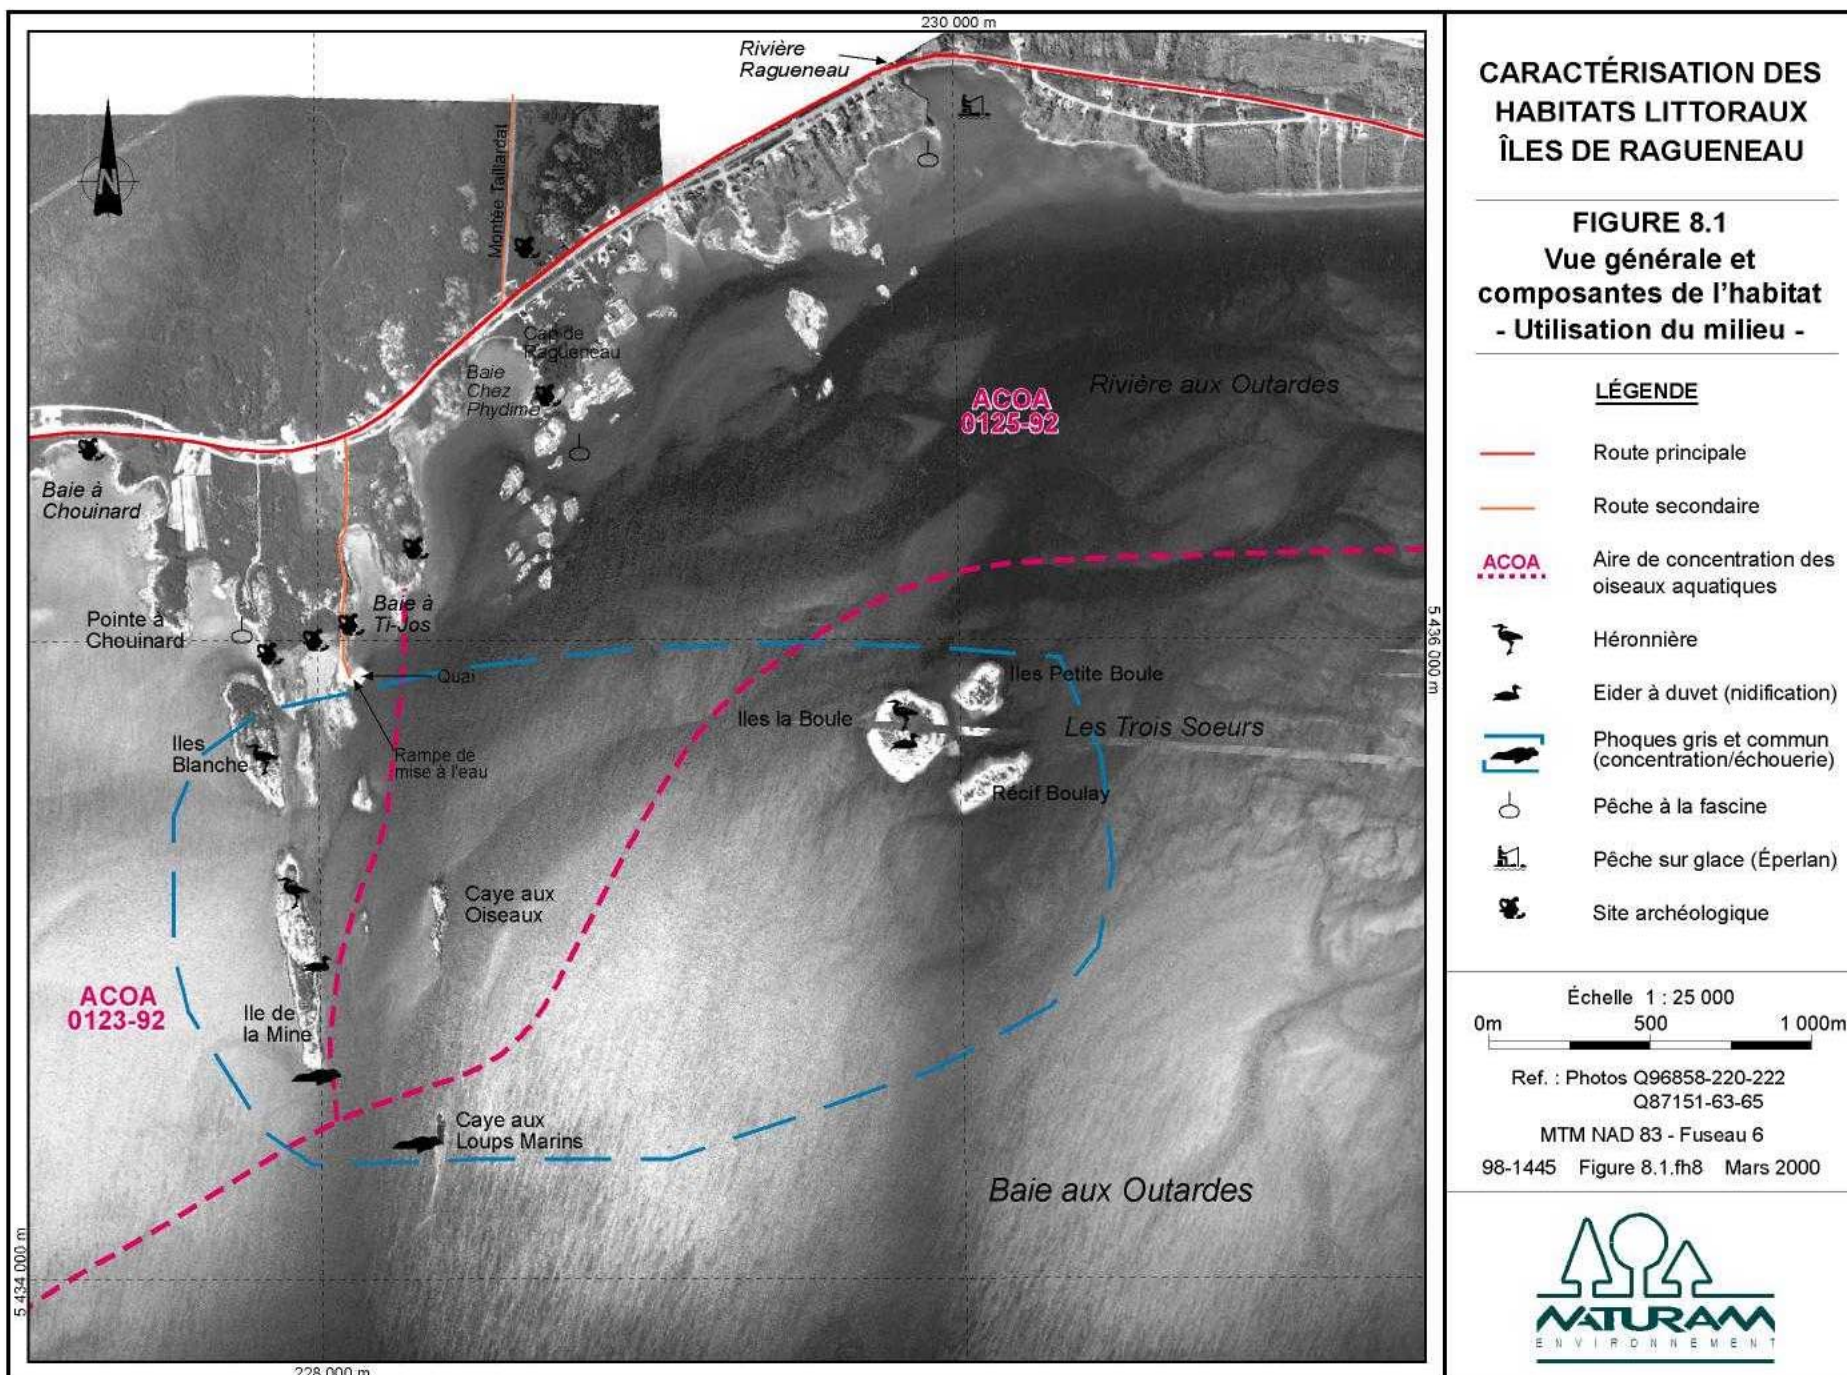 230 000 m
Rivière
Ragueneau
N
Montée Taillardat
Cap de
Ragueneau
Baie
Chez
Phydime
ACOA
0125-92
Rivière aux Outardes
Baie à
Chouinard
Pointe à
Chouinard
Baie à
Ti-Jos
Quai
5 436 000 m
Iles Petite Boule
Iles la Boule
Les Trois Soeurs
Iles
Blanche
Rampe de
mise à l'eau
Récif Boulay
Caye aux
Oiseaux
ACOA
0123-92
Ile de
la Mine
Caye aux
Loups Marins
Baie aux Outardes
5 434 000 m
228 000 m
CARACTÉRISATION DES
HABITATS LITTORAUX
ÎLES DE RAGUENEAU
FIGURE 8.1
Vue générale et
composantes de l'habitat
- Utilisation du milieu -
LÉGENDE
Route principale
Route secondaire
ACOA Aire de concentration des
oiseaux aquatiques
Héronnière
Eider à duvet (nidification)
Phoques gris et commun
(concentration/échouerie)
Pêche à la fascine
Pêche sur glace (Éperlan)
Site archéologique
Échelle 1 : 25 000
0m 500 1 000m
Ref. : Photos Q96858-220-222
Q87151-63-65
MTM NAD 83 - Fuseau 6
98-1445 Figure 8.1.fh8 Mars 2000
NATURAM
ENVIRONNEMENT